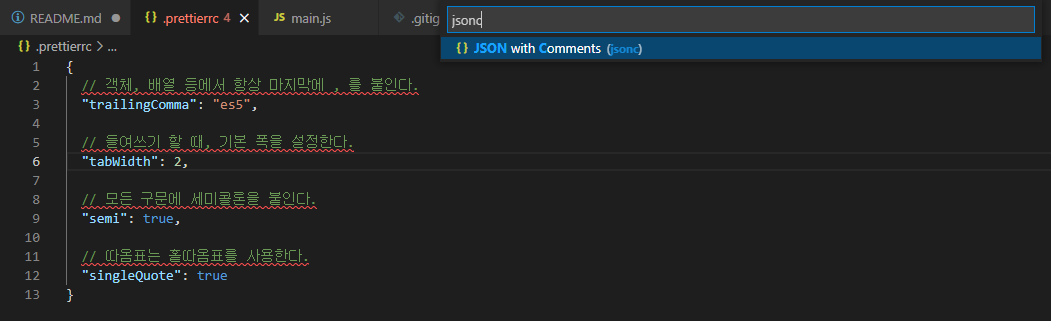 README.md
.prettierrc 4
JS main.js
.gitig
jsonc
{} JSON with Comments (jsonc)
{} .prettierrc > ...
1 {
2 // 객체, 배열 등에서 항상 마지막에 , 를 붙인다.
3 "trailingComma": "es5",
4
5 // 들여쓰기 할 때, 기본 폭을 설정한다.
6 "tabWidth": 2,
7
8 // 모든 구문에 세미콜론을 붙인다.
9 "semi": true,
10
11 // 따옴표는 홑따옴표를 사용한다.
12 "singleQuote": true
13 }